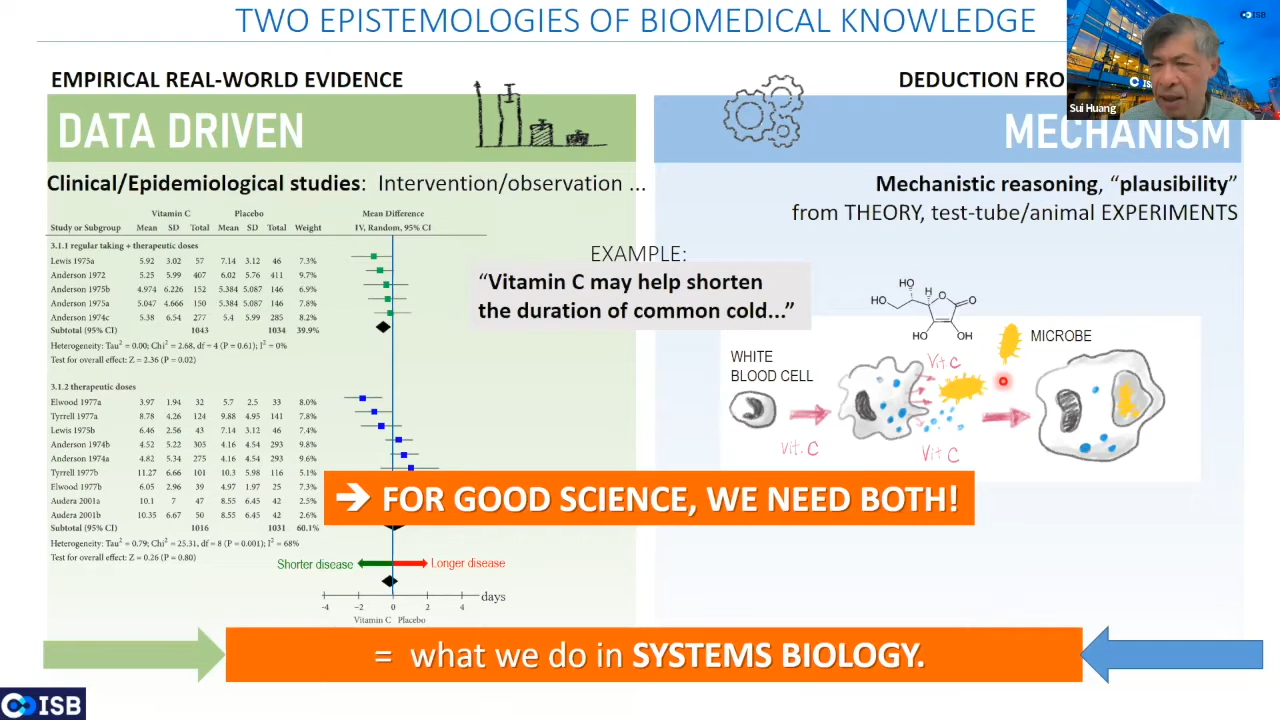 TWO EPISTEMOLOGIES OF BIOMEDICAL KNOWLEDGE
ISB
Sui Huang
EMPIRICAL REAL-WORLD EVIDENCE
DATA DRIVEN
Clinical/Epidemiological studies: Intervention/observation ...
Vitamin C Placebo Mean Difference
Study or Subgroup Mean SD Total Mean SD Total Weight IV, Random, 95% CI
3.1.1 regular taking + therapeutic doses
Lewis 1975a 5.92 3.02 57 7.14 3.12 46 7.3%
Anderson 1972 5.25 5.99 407 6.02 5.76 411 9.7%
Anderson 1975b 4.974 6.226 152 5.384 5.087 146 6.9%
Anderson 1975a 5.047 4.666 150 5.384 5.087 146 7.8%
Anderson 1974c 5.38 6.54 277 5.4 5.99 285 8.2%
Subtotal (95% CI) 1043 1034 39.9%
Heterogeneity: Tau² = 0.00; Chi² = 2.68, df = 4 (P = 0.61); I² = 0%
Test for overall effect: Z = 2.36 (P = 0.02)
3.1.2 therapeutic doses
Elwood 1977a 3.97 1.94 32 5.7 2.5 33 8.0%
Tyrrell 1977a 8.78 4.26 124 9.88 4.95 141 7.8%
Lewis 1975b 6.46 2.56 43 7.14 3.12 46 7.5%
Anderson 1974b 4.52 5.22 305 4.16 4.54 293 9.8%
Anderson 1974a 4.82 5.34 275 4.16 4.54 293 9.6%
Tyrrell 1977b 11.27 6.66 101 10.3 5.98 116 5.1%
Elwood 1977b 6.05 2.96 39 4.97 1.97 32 7.3%
Audera 2001a 10.1 7 47 8.55 6.45 42 2.4%
Audera 2001b 10.35 6.67 50 8.55 6.45 42 2.6%
Subtotal (95% CI) 1016 1031 60.1%
Heterogeneity: Tau² = 0.79; Chi² = 25.31, df = 8 (P = 0.001); I² = 68%
Test for overall effect: Z = 0.26 (P = 0.80)
Shorter disease Longer disease
-4 -2 0 2 4 days
Vitamin C Placebo
EXAMPLE:
“Vitamin C may help shorten
the duration of common cold...”
DEDUCTION FRO
MECHANISM
Mechanistic reasoning, “plausibility”
from THEORY, test-tube/animal EXPERIMENTS
HO
H
O
O
HO
HO OH
WHITE
BLOOD CELL
Vit C
MICROBE
vit. C
Vit C
➔ FOR GOOD SCIENCE, WE NEED BOTH!
= what we do in SYSTEMS BIOLOGY.
ISB